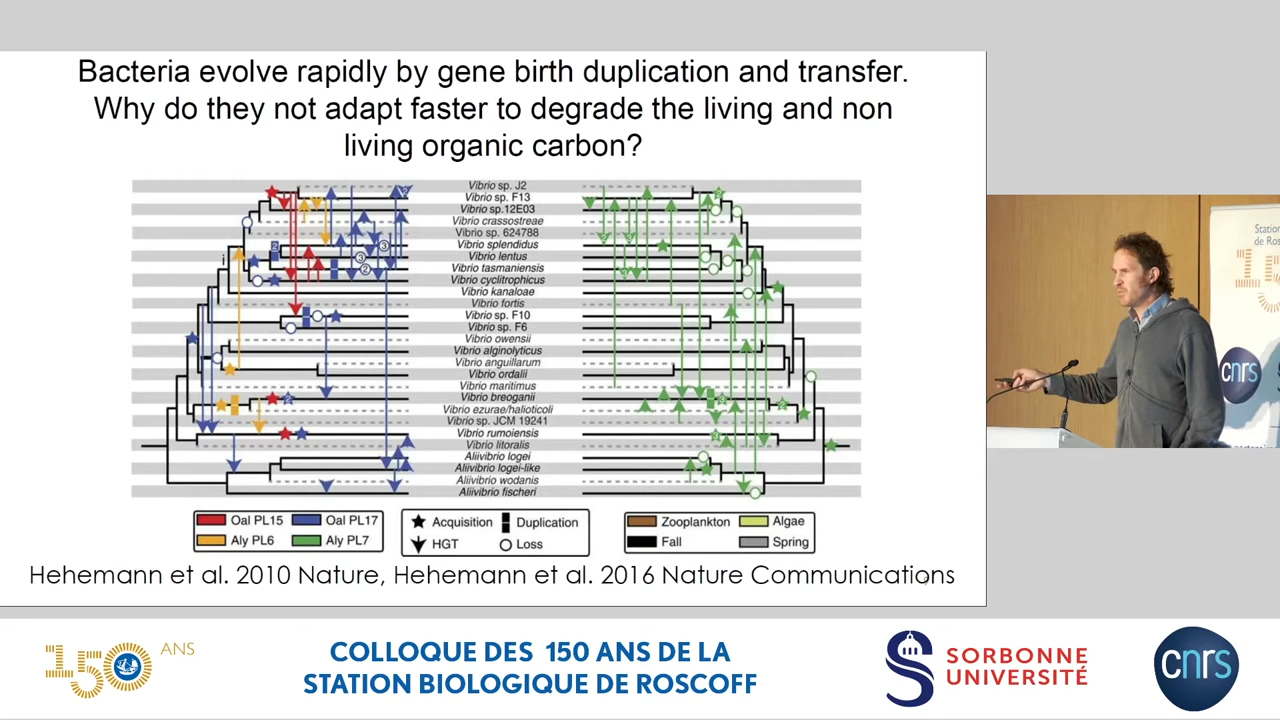 Bacteria evolve rapidly by gene birth duplication and transfer.
Why do they not adapt faster to degrade the living and non
living organic carbon?
Vibrio sp. J2
Vibrio sp. F13
Vibrio sp.12E03
Vibrio crassostreae
Vibrio sp. 624788
Vibrio splendidus
Vibrio lentus
Vibrio tasmaniensis
Vibrio cyclitrophicus
Vibrio kanaloae
Vibrio fortis
Vibrio sp. F10
Vibrio sp. F6
Vibrio owensii
Vibrio alginolyticus
Vibrio anguillarum
Vibrio ordalii
Vibrio maritimus
Vibrio breoganii
Vibrio ezurae/halioticoli
Vibrio sp. JCM 19241
Vibrio rumoiensis
Vibrio litoralis
Aliivibrio logei
Aliivibrio logei-like
Aliivibrio wodanis
Aliivibrio fischeri
i
Oal PL15 Oal PL17
Aly PL6 Aly PL7
Acquisition Duplication
HGT Loss
Zooplankton Algae
Fall Spring
Hehemann et al. 2010 Nature, Hehemann et al. 2016 Nature Communications
Station
de Ros
cnrs
150 ANS
COLLOQUE DES 150 ANS DE LA
STATION BIOLOGIQUE DE ROSCOFF
SORBONNE
UNIVERSITÉ
cnrs